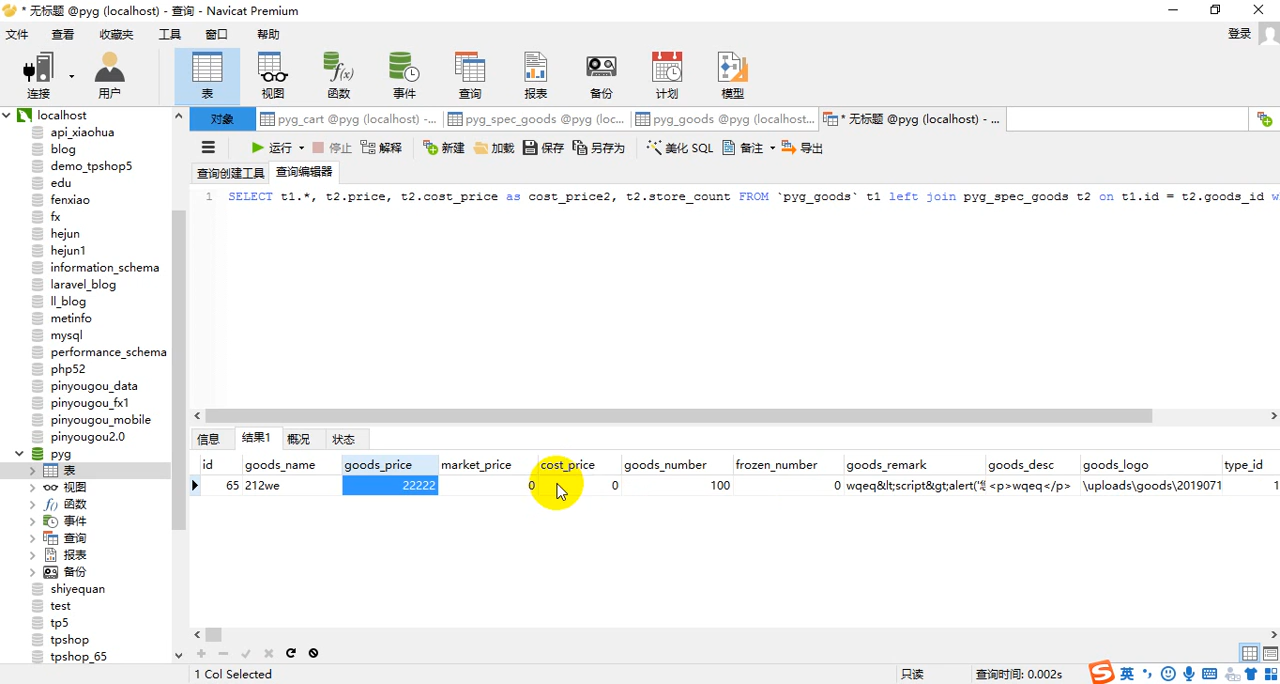 * 无标题 @pyg (localhost) - 查询 - Navicat Premium
文件 查看 收藏夹 工具 窗口 帮助 登录
连接 用户 表 视图 函数 事件 查询 报表 备份 计划 模型
对象 pyg_cart @pyg (localhost) -... pyg_spec_goods @pyg (loc... pyg_goods @pyg (localhost... * 无标题 @pyg (localhost) - ...
运行 停止 解释 新建 加载 保存 另存为 美化 SQL 备注 导出
查询创建工具 查询编辑器
1 SELECT t1.*, t2.price, t2.cost_price as cost_price2, t2.store_count FROM `pyg_goods` t1 left join pyg_spec_goods t2 on t1.id = t2.goods_id w
localhost
api_xiaohua
blog
demo_tpshop5
edu
fenxiao
fx
hejun
hejun1
information_schema
laravel_blog
ll_blog
metinfo
mysql
performance_schema
php52
pinyougou_data
pinyougou_fx1
pinyougou_mobile
pinyougou2.0
pyg
表
视图
函数
事件
查询
报表
备份
shiyequan
test
tp5
tpshop
tpshop_65
信息 结果1 概况 状态
id goods_name goods_price market_price cost_price goods_number frozen_number goods_remark goods_desc goods_logo type_id
65 212we 22222 0 0 100 0 wqeq&lt;script&gt;alert(' <p>wqeq</p> \uploads\goods\2019071 1
1 Col Selected 只读 查询时间: 0.002s
英